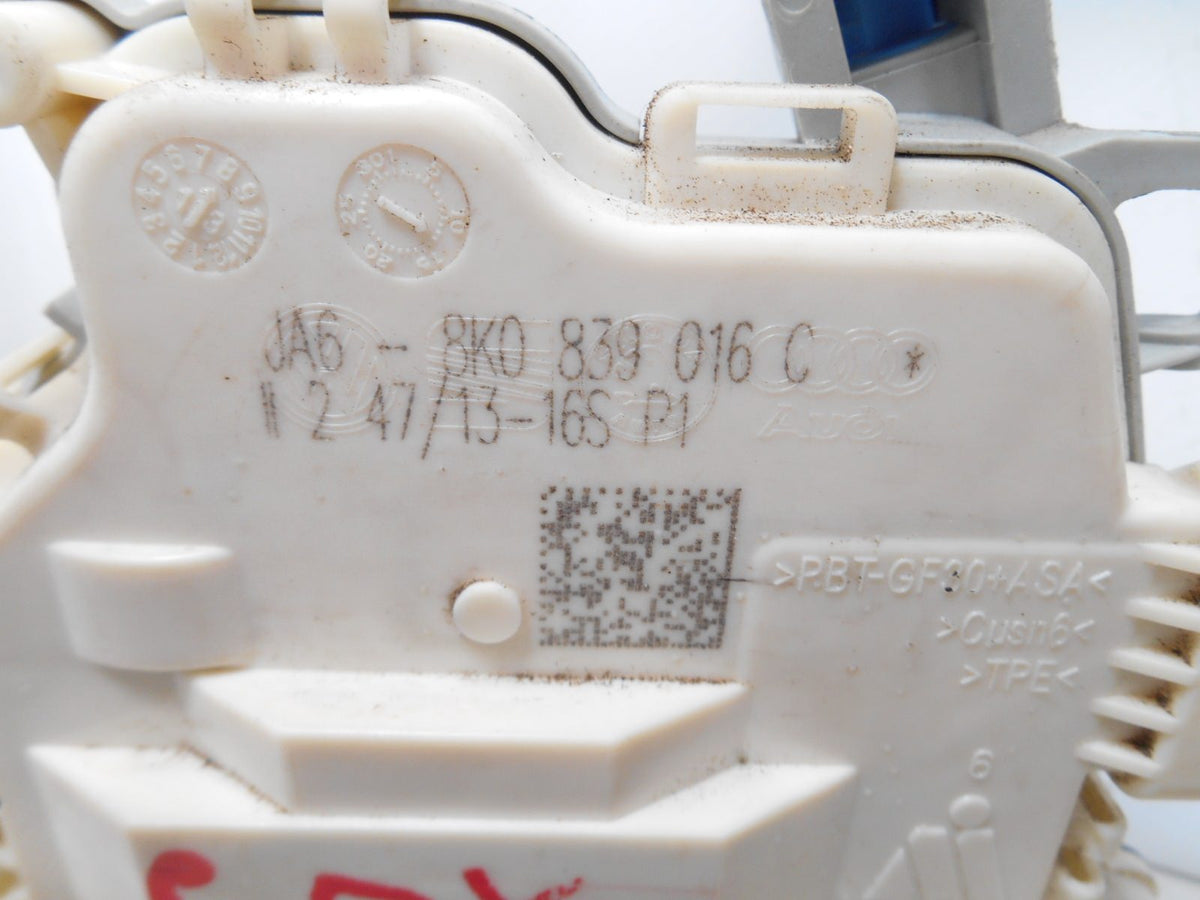 JA6 - 8K0 839 016 C *
2 47/13-16S P1
Audi
>PBT-GF30+ASA<
>Cusn6<
>TPE<
6